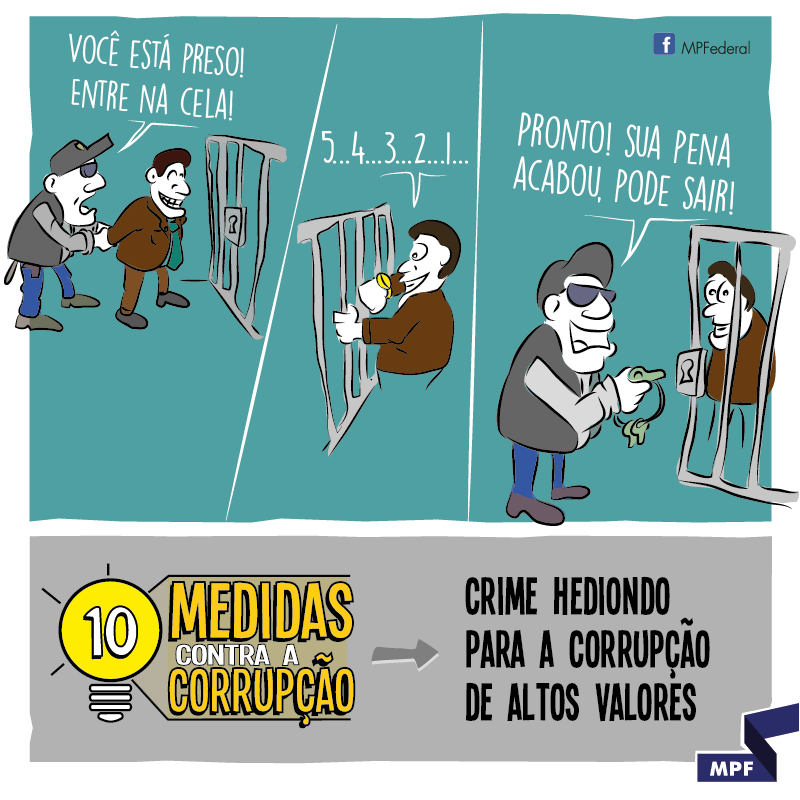 VOCÊ ESTÁ PRESO!
ENTRE NA CELA!
5...4...3...2...1...
f MPFederal
PRONTO! SUA PENA
ACABOU, PODE SAIR!
10
MEDIDAS
CONTRA A
CORRUPÇÃO
CRIME HEDIONDO
PARA A CORRUPÇÃO
DE ALTOS VALORES
MPF